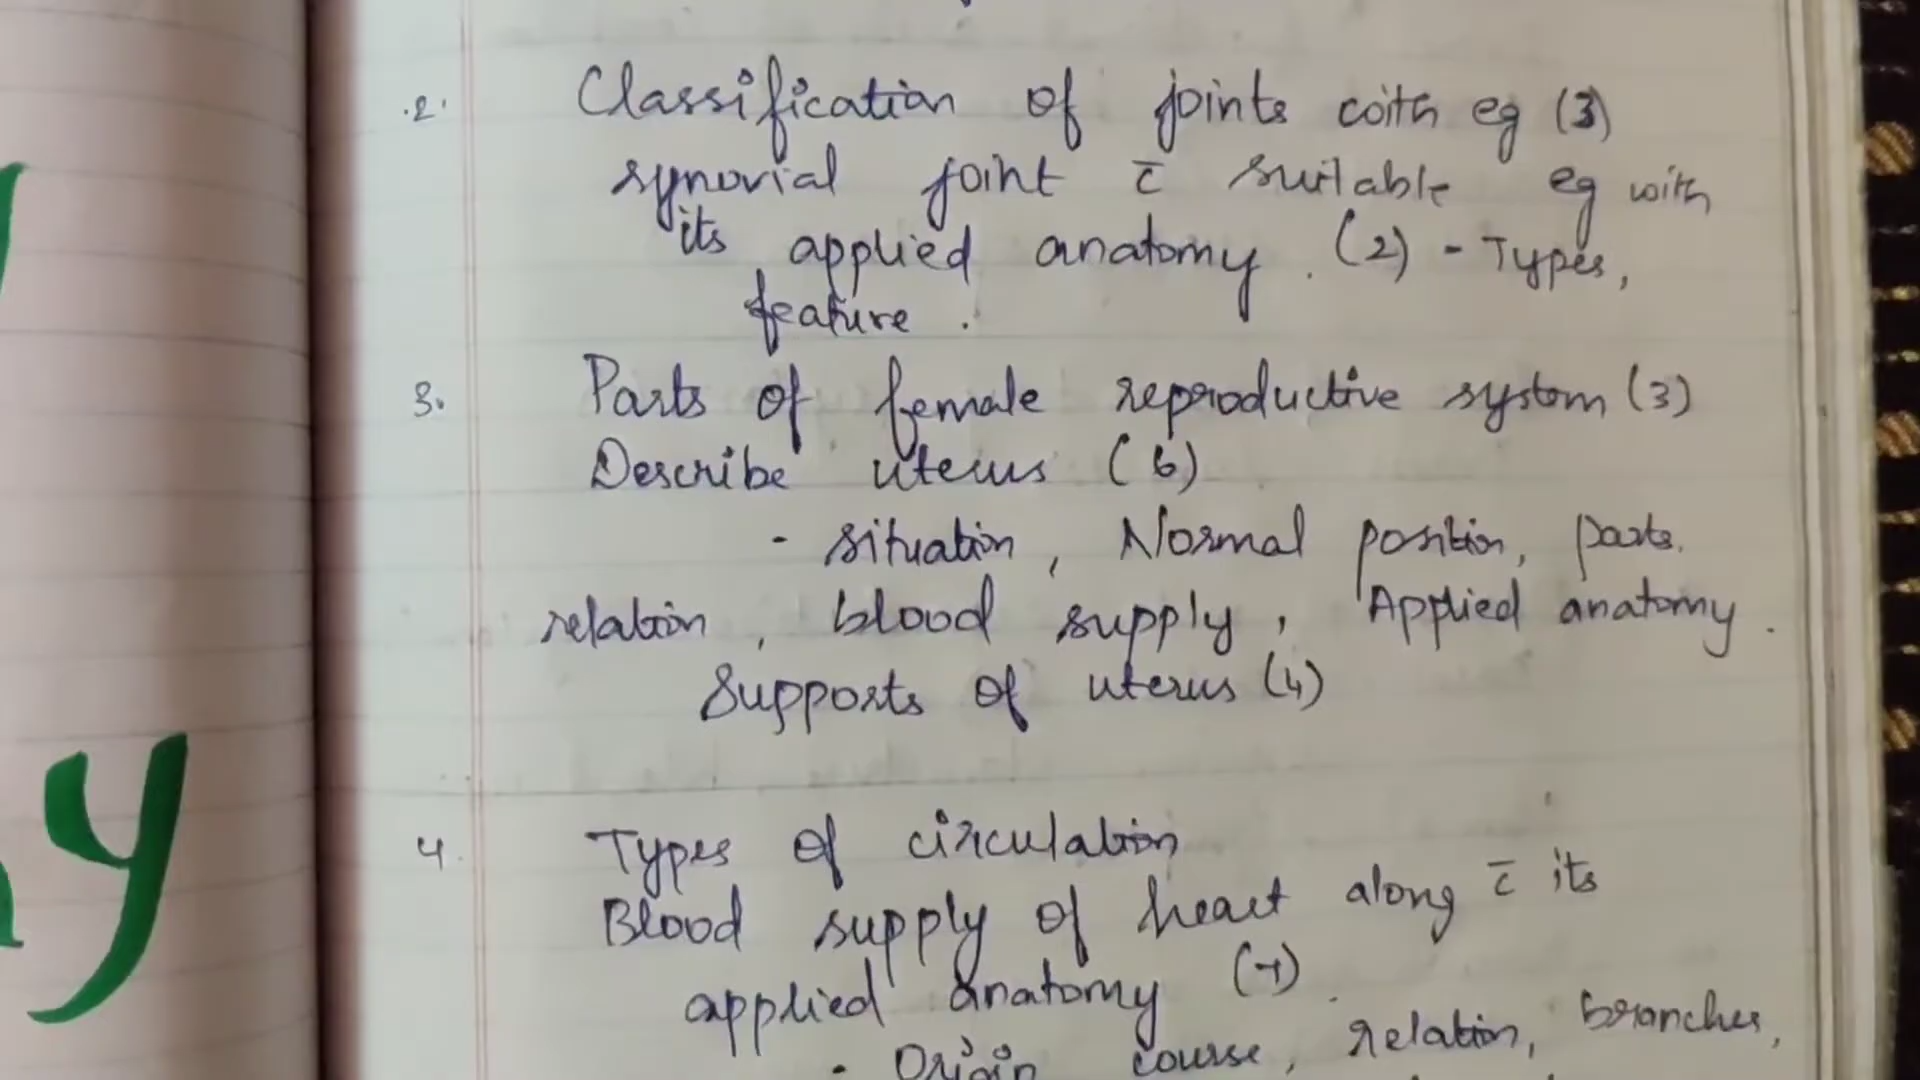 2. Classification of joints with eg (3)
synovial joint c̄ suitable eg with
its applied anatomy. (2) - Types,
feature.
3. Parts of female reproductive system (3)
Describe uterus (6)
- situation, Normal position, parts.
relation, blood supply, Applied anatomy.
Supports of uterus (4)
4. Types of circulation
Blood supply of heart along c̄ its
applied anatomy (7).
• Origin course, relation, branches,
y